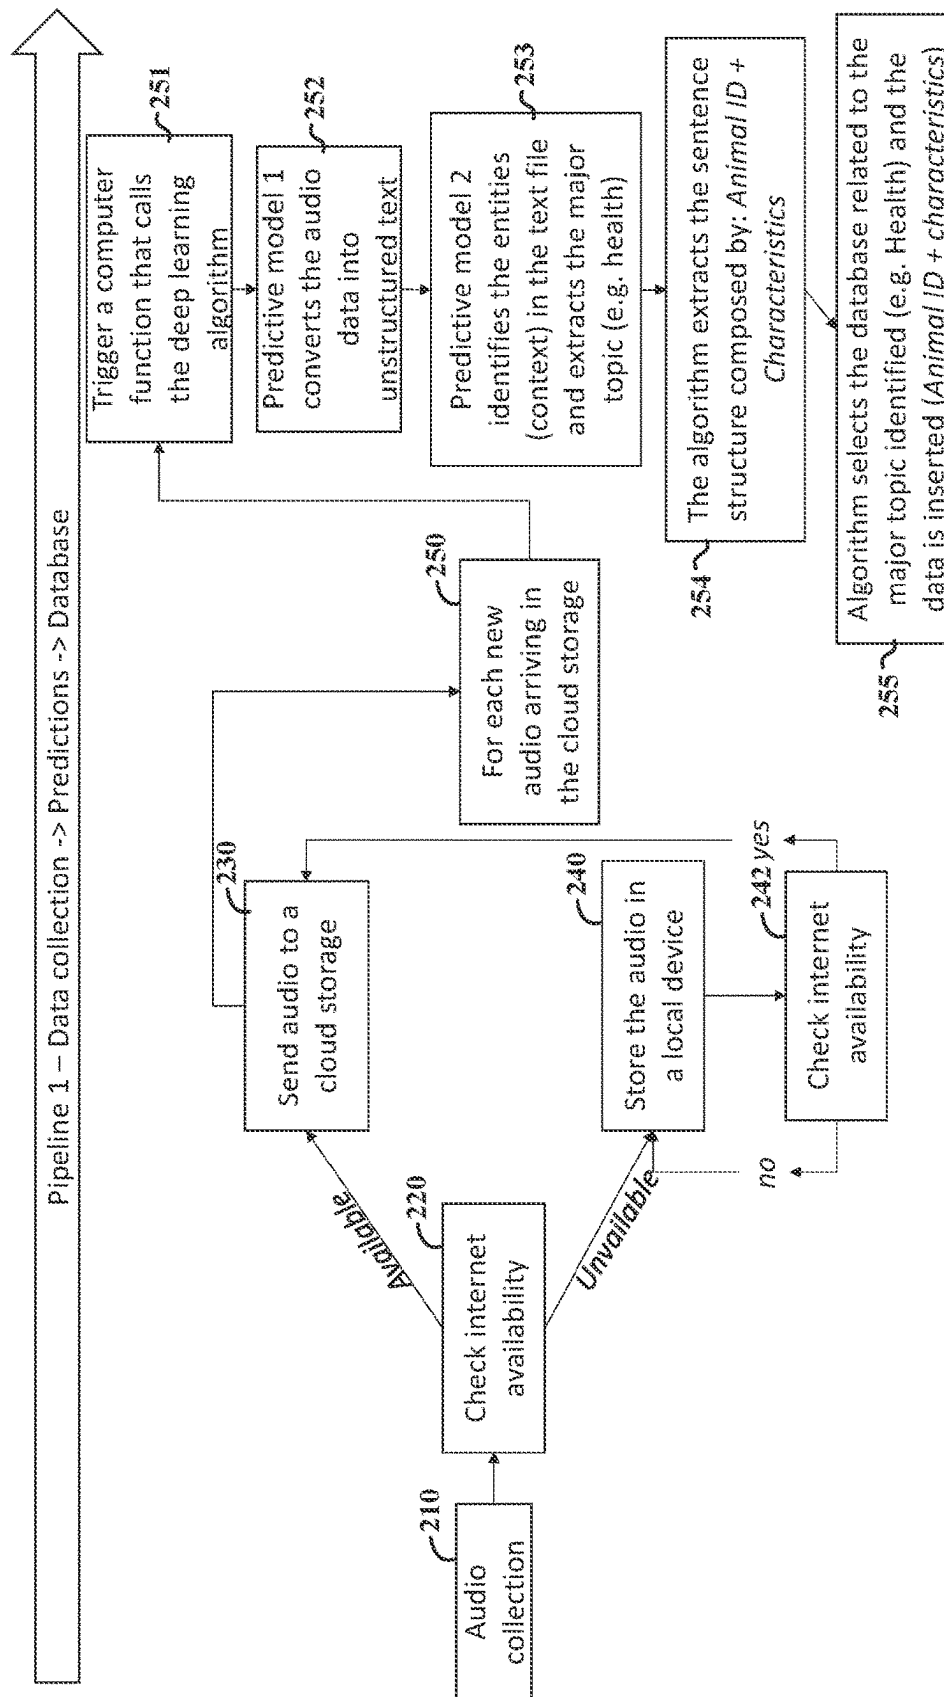 Pipeline 1 – Data collection -> Predictions -> Database
210
Audio
collection
220
Check internet
availability
Available
Unvailable
230
Send audio to a
cloud storage
240
Store the audio in
a local device
242
yes
Check internet
availability
no
250
For each new
audio arriving in
the cloud storage
251
Trigger a computer
function that calls
the deep learning
algorithm
252
Predictive model 1
converts the audio
data into
unstructured text
253
Predictive model 2
identifies the entities
(context) in the text file
and extracts the major
topic (e.g. health)
254
The algorithm extracts the sentence
structure composed by: Animal ID +
Characteristics
255
Algorithm selects the database related to the
major topic identified (e.g. Health) and the
data is inserted (Animal ID + characteristics)